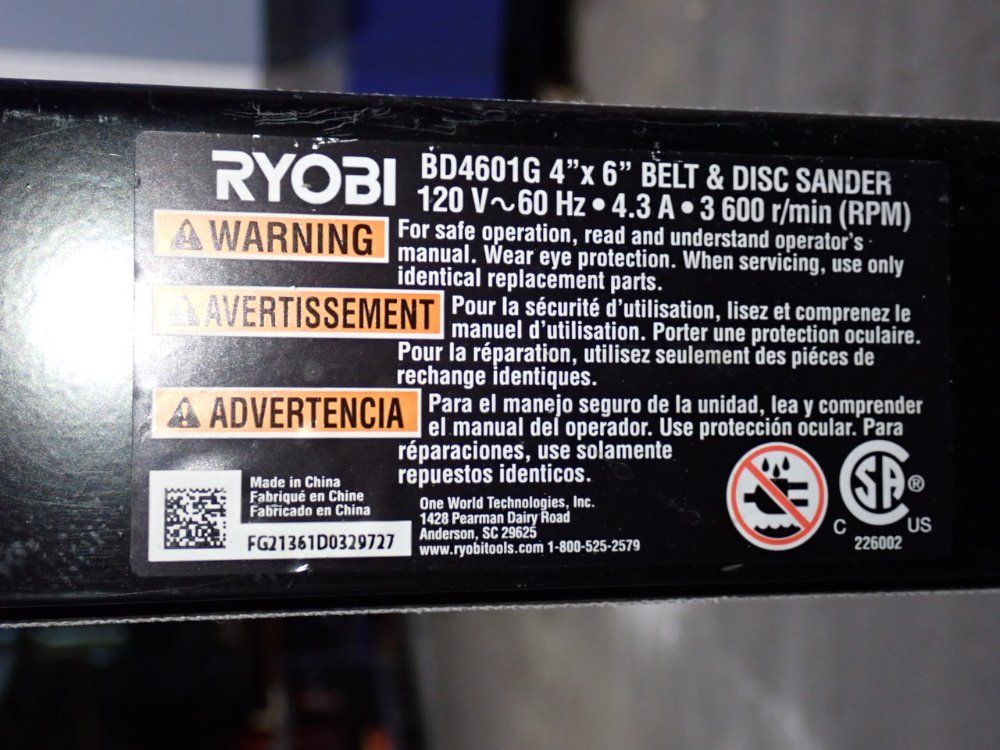 RYOBI
BD4601G 4”x 6” BELT & DISC SANDER
120 V~60 Hz • 4.3 A • 3 600 r/min (RPM)
WARNING
For safe operation, read and understand operator’s
manual. Wear eye protection. When servicing, use only
identical replacement parts.
AVERTISSEMENT
Pour la sécurité d’utilisation, lisez et comprenez le
manuel d’utilisation. Porter une protection oculaire.
Pour la réparation, utilisez seulement des piéces de
rechange identiques.
ADVERTENCIA
Para el manejo seguro de la unidad, lea y comprender
el manual del operador. Use protección ocular. Para
réparaciones, use solamente
repuestos identicos.
Made in China
Fabriqué en Chine
Fabricado en China
FG21361D0329727
One World Technologies, Inc.
1428 Pearman Dairy Road
Anderson, SC 29625
www.ryobitools.com 1-800-525-2579
CSA®
C US
226002